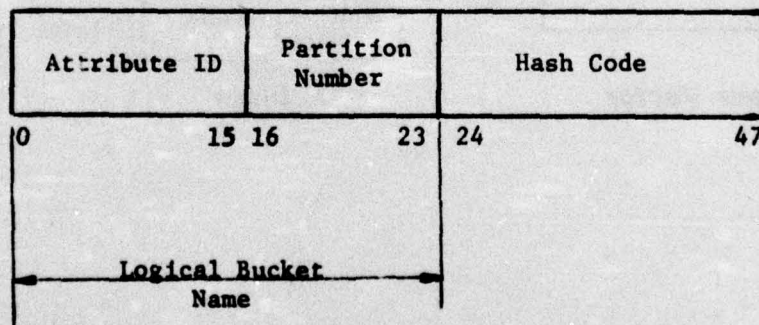 Attribute ID
Partition
Number
Hash Code
0 15 16 23 24 47
Logical Bucket
Name